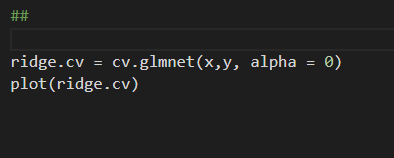 ##
ridge.cv = cv.glmnet(x,y, alpha = 0)
plot(ridge.cv)